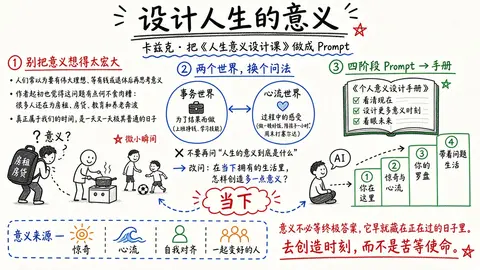 设计人生的意义
卡兹克·把《人生意义设计课》做成 Prompt
① 别把意义想得太宏大
• 人们常以为要有伟大理想、等有钱或退休后再思考意义
• 作者起初也觉得这问题有点何不食肉糜：
很多人还在为房租、房贷、教育和养老奔波
• 真正属于我们的时间，是一天又一天极其普通的日子
? 意义? 微小瞬间
房租
房贷
② 两个世界，换个问法
事务世界
为了结果而做
(上班挣钱、学习技能)
心流世界
过程中的感受
✕ 不要再问“人生的意义到底是什么”
→ 改问：在当下拥有的生活里，
怎样创造多一点意义？
当下
③ 四阶段 Prompt → 手册
《个人意义设计手册》
看清现在
设计更多意义时刻
看眼未来
AI
① 你在这里
② 惊奇与心流
③ 你的罗盘
④ 带着问题生活
意义来源
惊奇
心流
自我对齐
一起变好的人
意义不必等终极答案，它早就藏在正在过的日子里。
去创造时刻，而不是苦等使命。